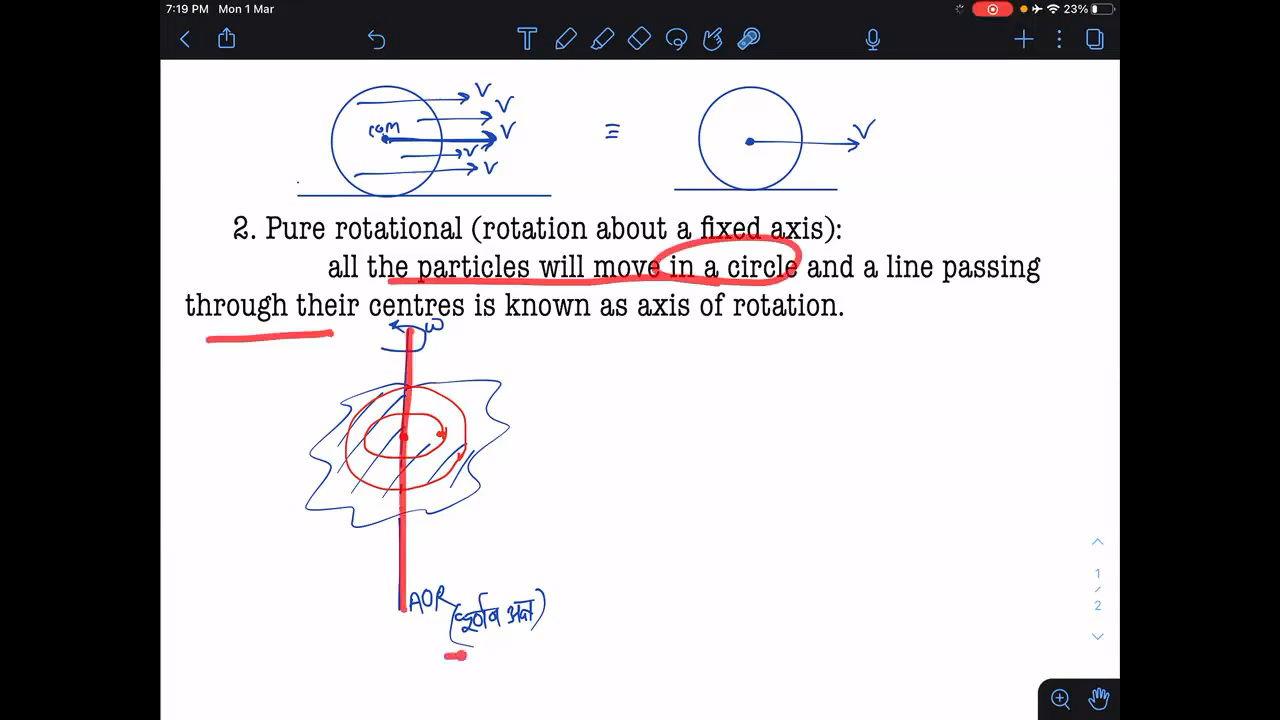 7:19 PM Mon 1 Mar
23%
V
V
com V
V
V
≡
V
2. Pure rotational (rotation about a fixed axis):
all the particles will move in a circle and a line passing
through their centres is known as axis of rotation.
ω
AOR
1
/
2